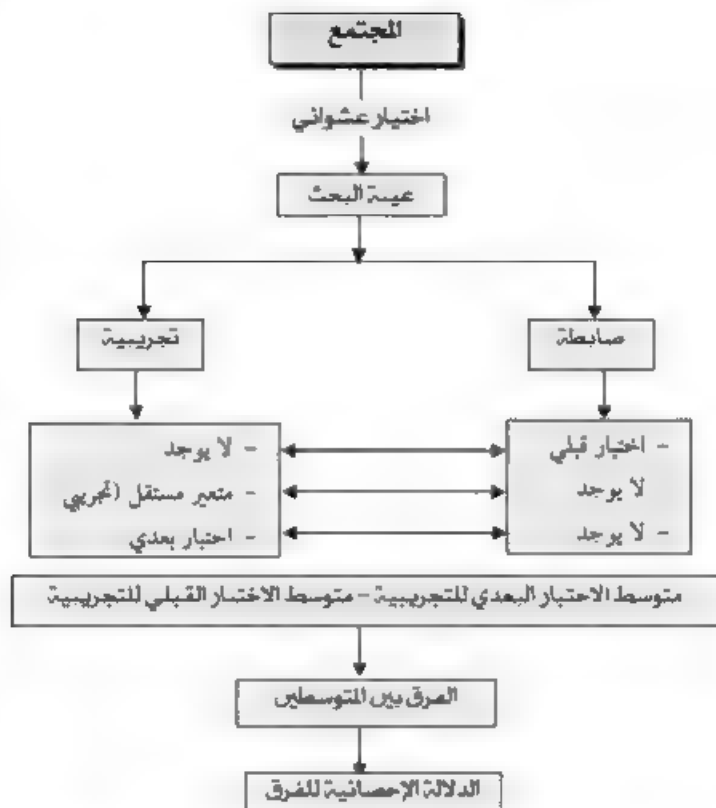 المجتمع
اختيار عشوائي
عينة البحث
ضابطة
تجريبية
- اختبار قبلي
لا يوجد
- لا يوجد
- لا يوجد
- متغير مستقل (تجريبي
- اختبار بعدي
متوسط الاختبار البعدي للتجريبية - متوسط الاختبار القبلي للتجريبية
الفرق بين المتوسطين
الدلالة الإحصائية للفرق